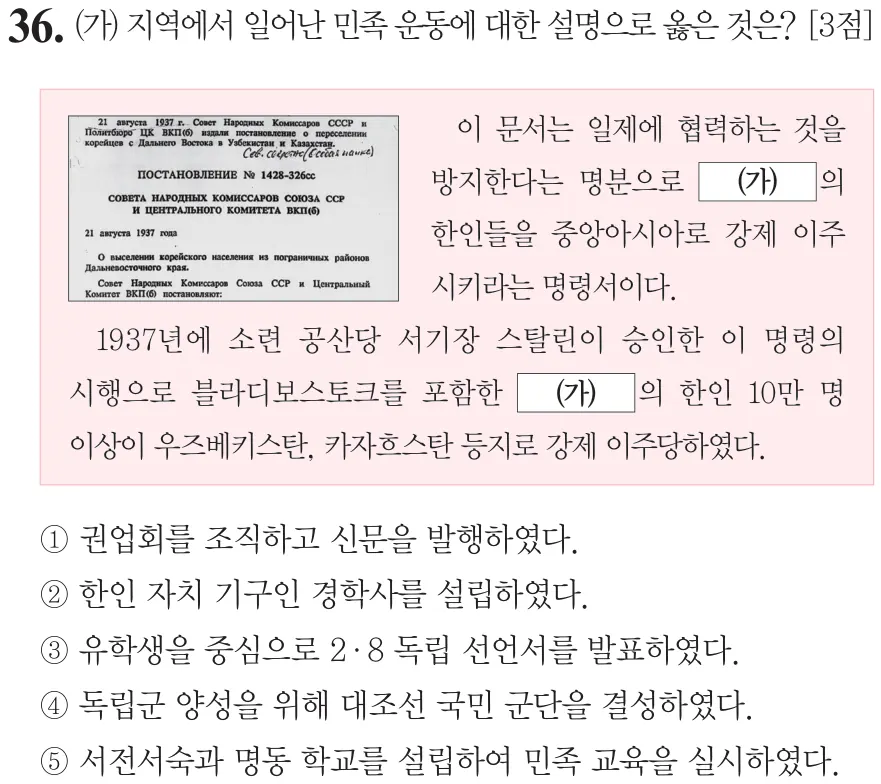 36. (가) 지역에서 일어난 민족 운동에 대한 설명으로 옳은 것은? [3점]
21 августа 1937 г. Совет Народных Комиссаров СССР и
Политбюро ЦК ВКП(б) издали постановление о переселении
корейцев с Дальнего Востока в Узбекистан и Казахстан.
Сов. секретно (Особая папка)
ПОСТАНОВЛЕНИЕ № 1428-326сс
СОВЕТА НАРОДНЫХ КОМИССАРОВ СОЮЗА ССР
И ЦЕНТРАЛЬНОГО КОМИТЕТА ВКП(б)
21 августа 1937 года
О выселении корейского населения из пограничных районов
Дальневосточного края.
Совет Народных Комиссаров Союза ССР и Центральный
Комитет ВКП(б) постановляют:
이 문서는 일제에 협력하는 것을
방지한다는 명분으로 (가) 의
한인들을 중앙아시아로 강제 이주
시키라는 명령서이다.
1937년에 소련 공산당 서기장 스탈린이 승인한 이 명령의
시행으로 블라디보스토크를 포함한 (가) 의 한인 10만 명
이상이 우즈베키스탄, 카자흐스탄 등지로 강제 이주당하였다.
① 권업회를 조직하고 신문을 발행하였다.
② 한인 자치 기구인 경학사를 설립하였다.
③ 유학생을 중심으로 2·8 독립 선언서를 발표하였다.
④ 독립군 양성을 위해 대조선 국민 군단을 결성하였다.
⑤ 서전서숙과 명동 학교를 설립하여 민족 교육을 실시하였다.